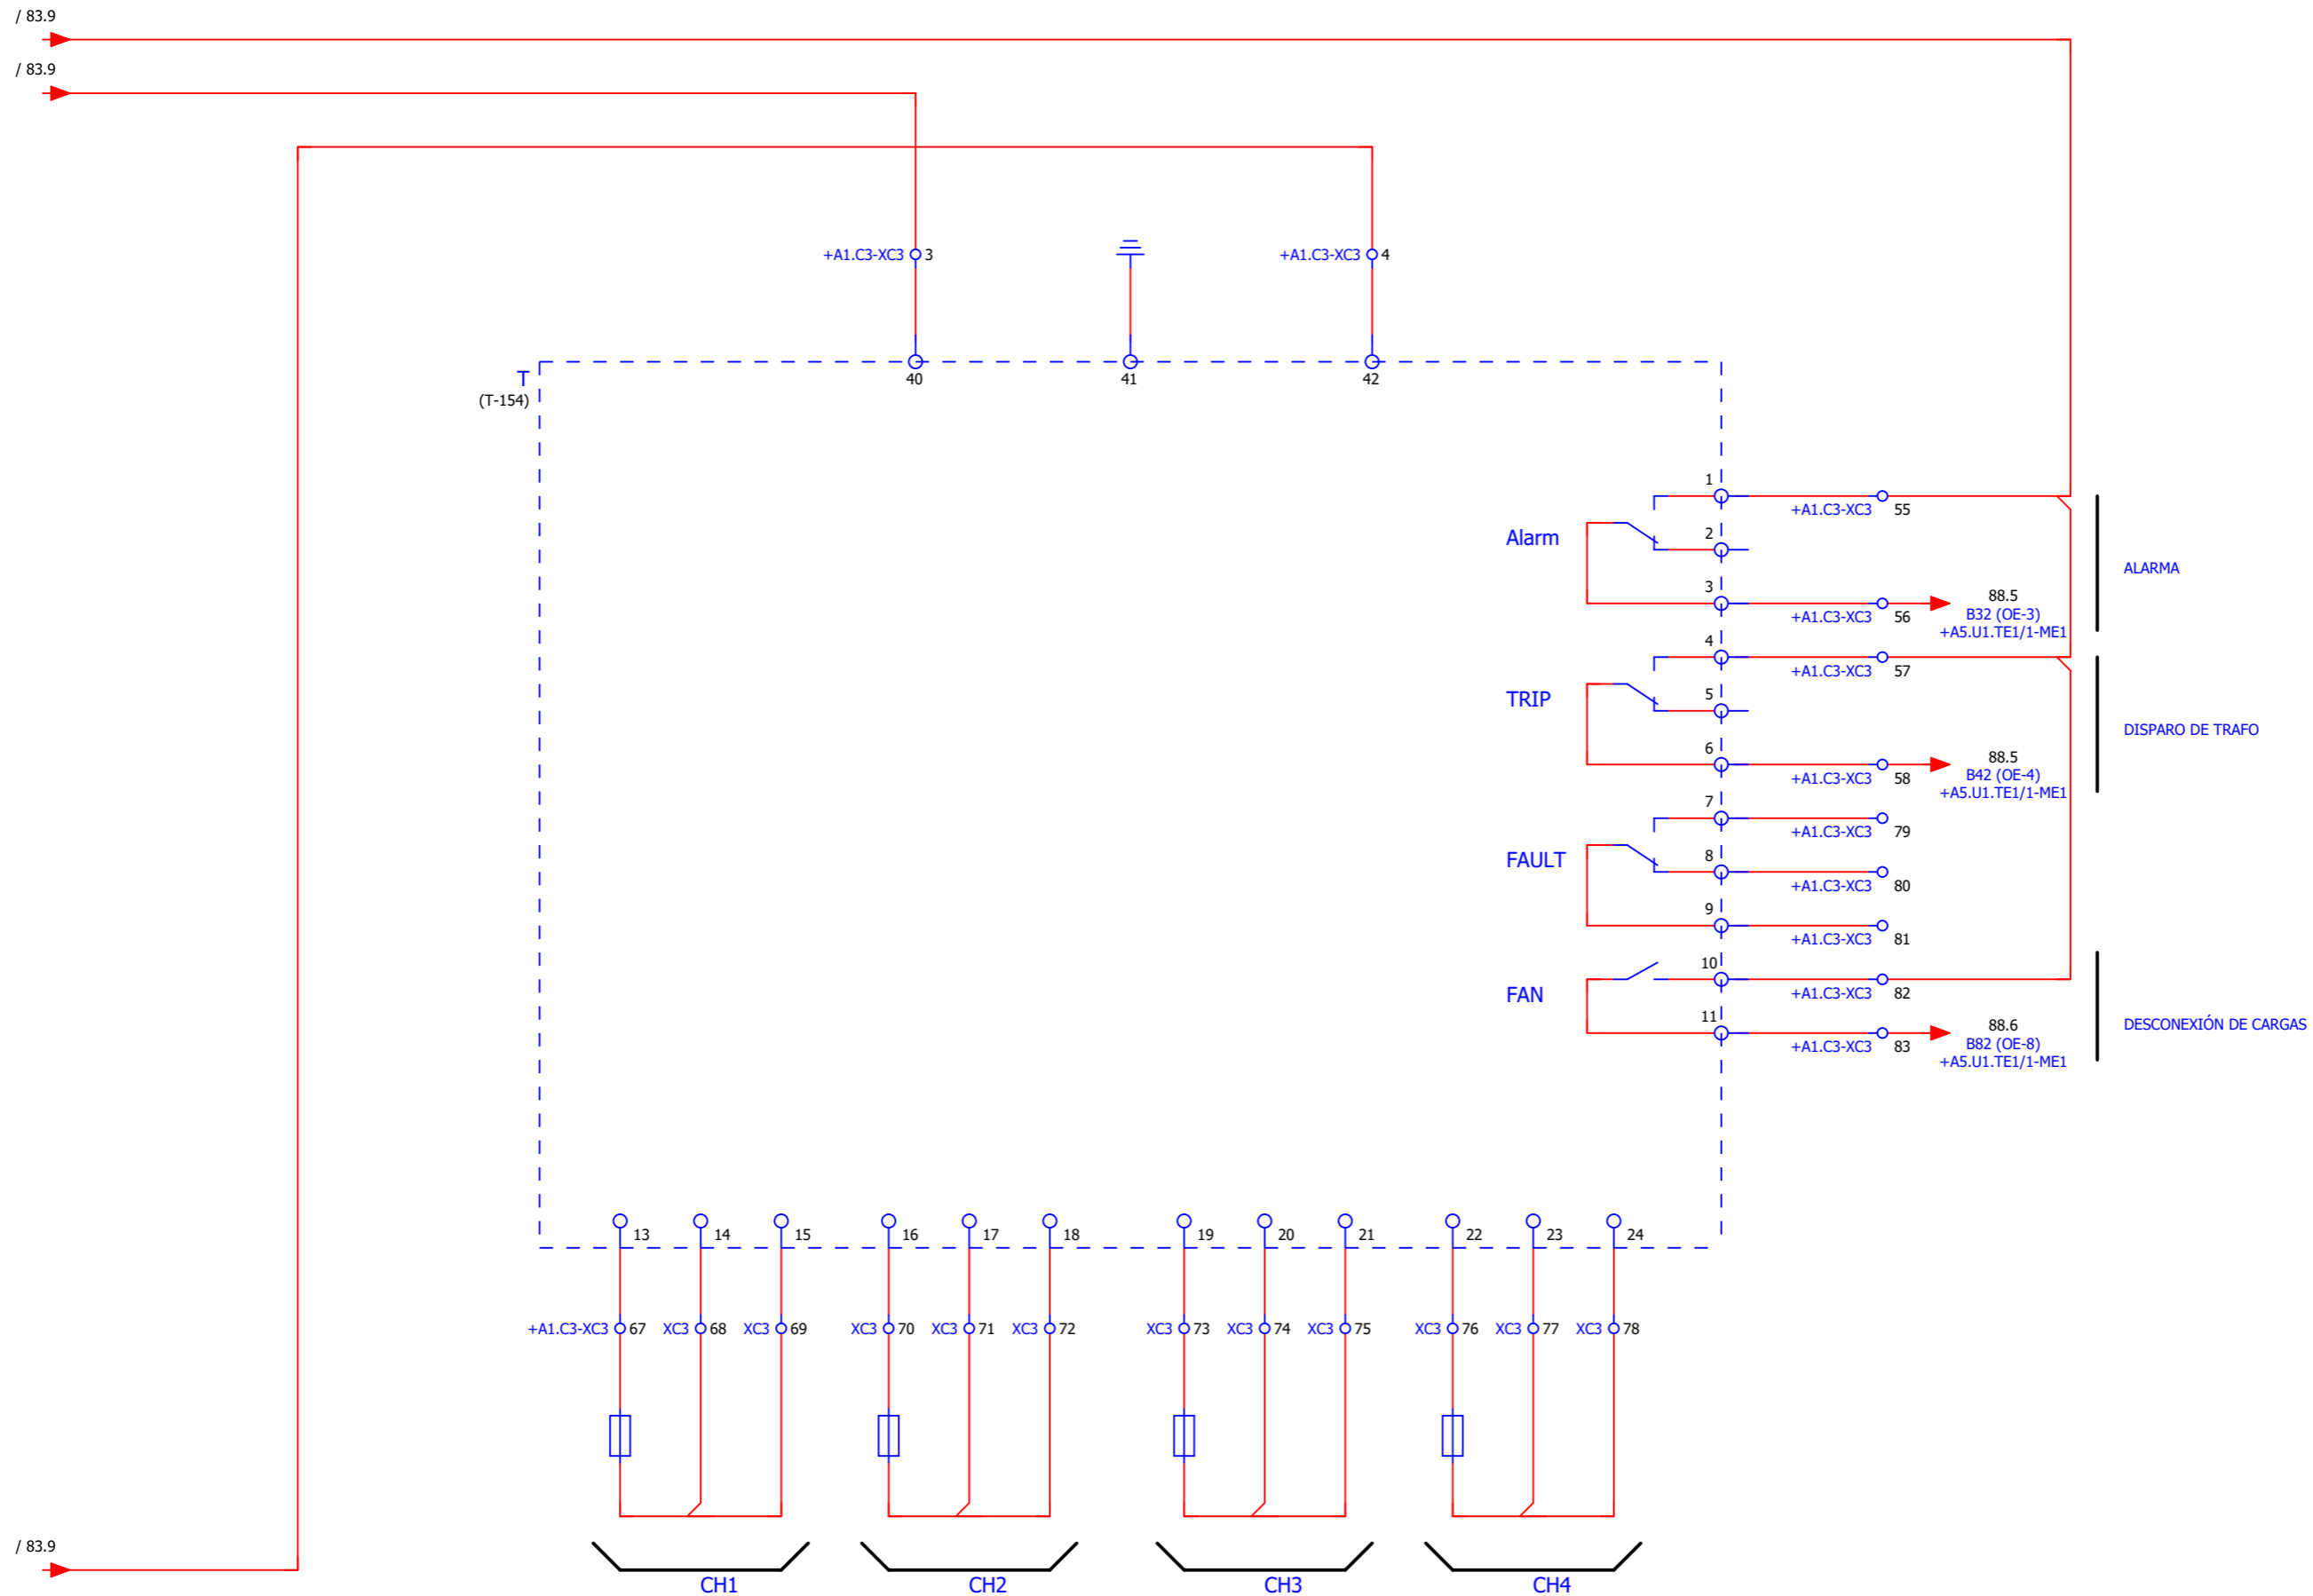 / 83.9
/ 83.9
+A1.C3-XC3 3
+A1.C3-XC3 4
T
(T-154)
40
41
42
1
+A1.C3-XC3 55
Alarm
2
ALARMA
3
+A1.C3-XC3 56
88.5
B32 (OE-3)
+A5.U1.TE1/1-ME1
4
+A1.C3-XC3 57
TRIP
5
DISPARO DE TRAFO
6
+A1.C3-XC3 58
88.5
B42 (OE-4)
+A5.U1.TE1/1-ME1
7
+A1.C3-XC3 79
FAULT
8
+A1.C3-XC3 80
9
+A1.C3-XC3 81
10
+A1.C3-XC3 82
FAN
11
+A1.C3-XC3 83
88.6
B82 (OE-8)
+A5.U1.TE1/1-ME1
DESCONEXIÓN DE CARGAS
13 14 15 16 17 18 19 20 21 22 23 24
+A1.C3-XC3 67 XC3 68 XC3 69 XC3 70 XC3 71 XC3 72 XC3 73 XC3 74 XC3 75 XC3 76 XC3 77 XC3 78
/ 83.9
CH1 CH2 CH3 CH4